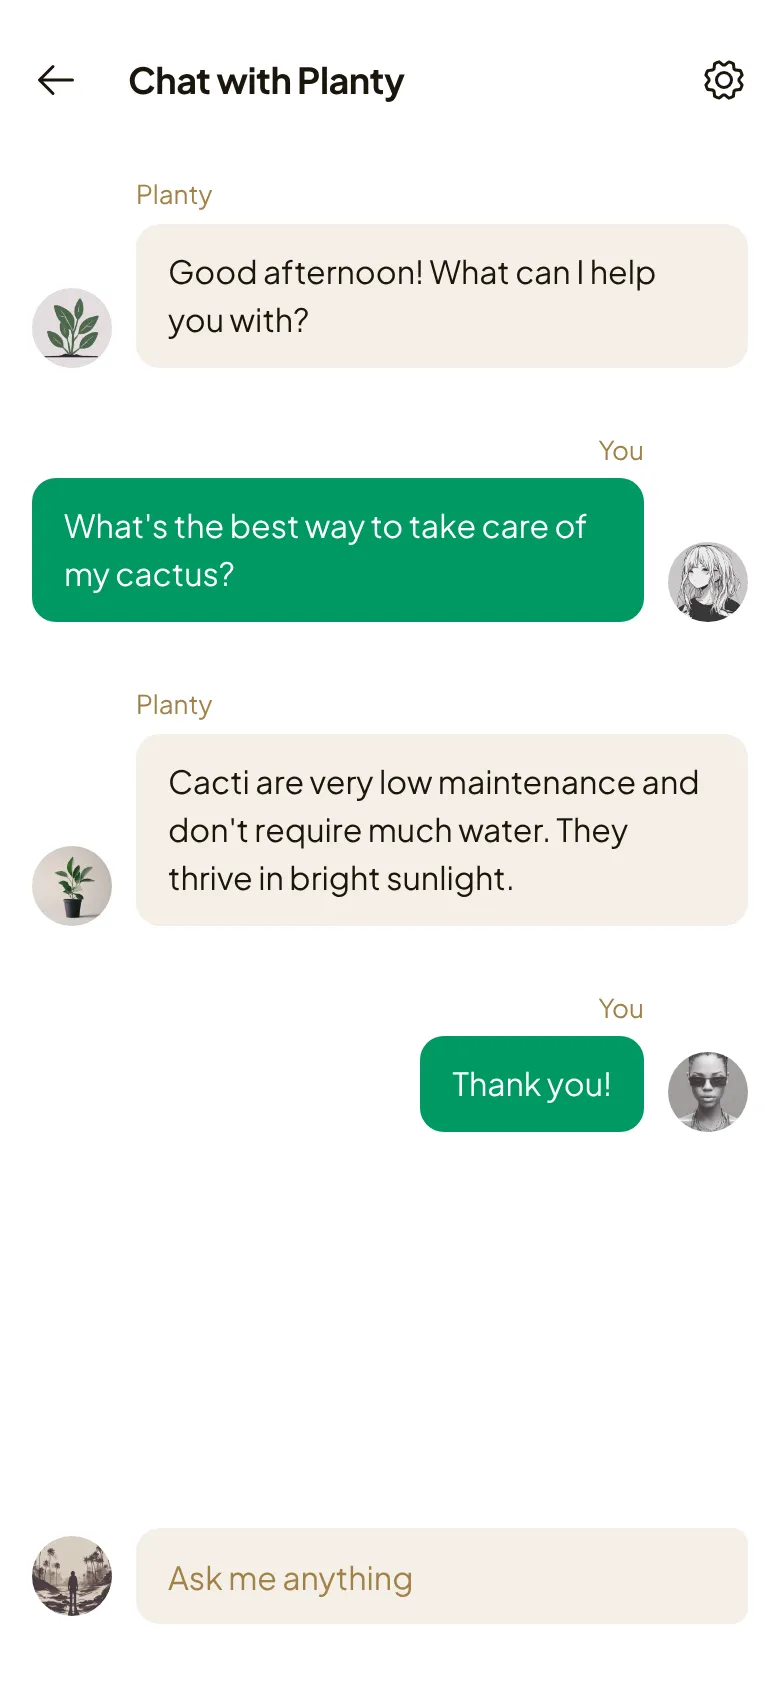 Chat with Planty
Planty
Good afternoon! What can I help
you with?
You
What's the best way to take care of
my cactus?
Planty
Cacti are very low maintenance and
don't require much water. They
thrive in bright sunlight.
You
Thank you!
Ask me anything